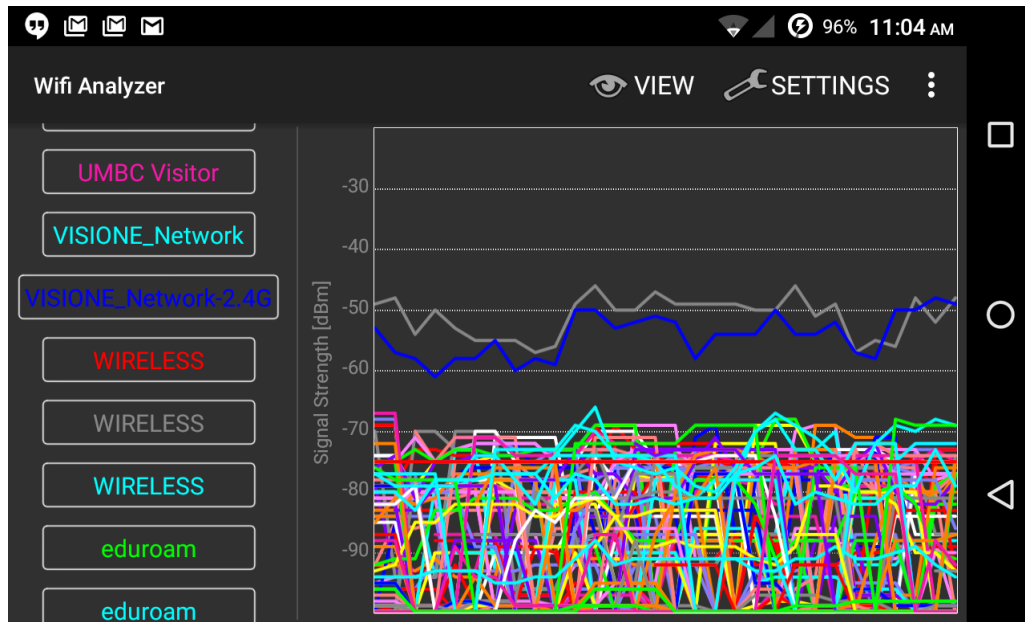 96% 11:04 AM
Wifi Analyzer
VIEW
SETTINGS
UMBC Visitor
VISIONE_Network
VISIONE_Network-2.4G
WIRELESS
WIRELESS
WIRELESS
eduroam
eduroam
Signal Strength [dBm]
-30
-40
-50
-60
-70
-80
-90